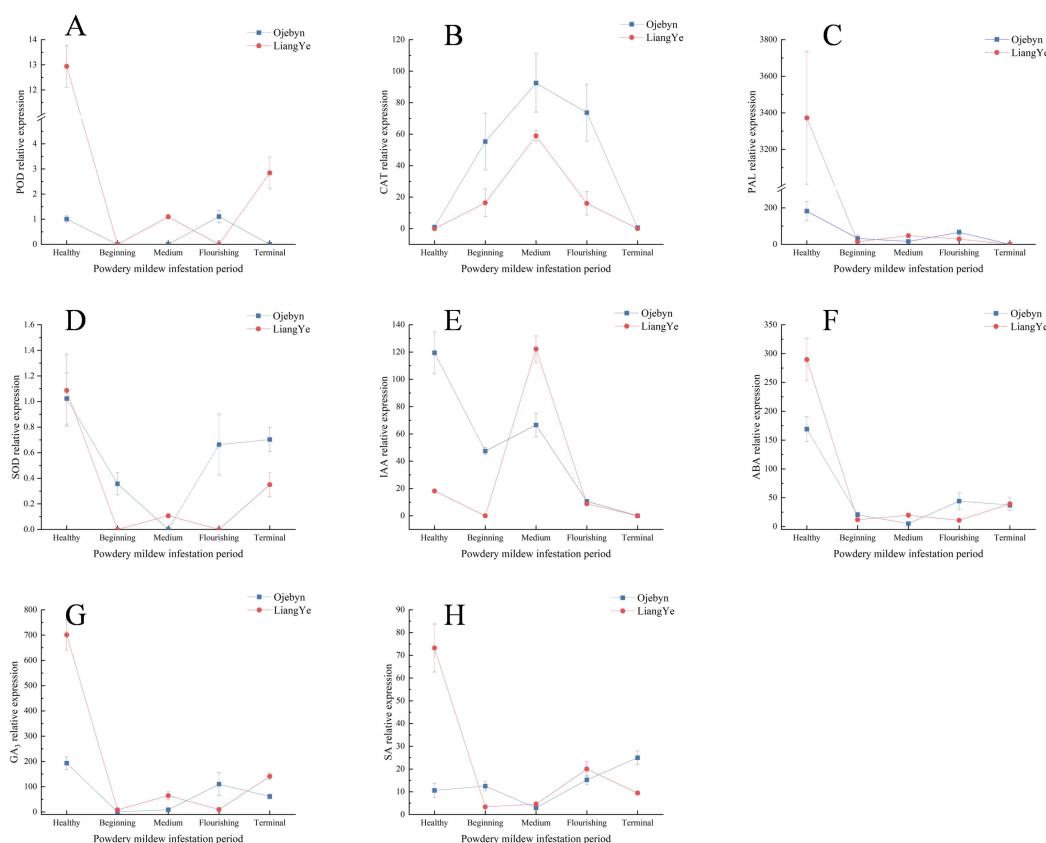 A
Ojebyn
LiangYe
14
13
12
4
3
2
1
0
POD relative expression
Healthy Beginning Medium Flourishing Terminal
Powdery mildew infestation period
B
Ojebyn
LiangYe
120
100
80
60
40
20
0
CAT relative expression
Healthy Beginning Medium Flourishing Terminal
Powdery mildew infestation period
C
Ojebyn
LiangYe
3800
3600
3400
3200
200
0
PAL relative expression
Healthy Beginning Medium Flourishing Terminal
Powdery mildew infestation period
D
Ojebyn
LiangYe
1.6
1.4
1.2
1.0
0.8
0.6
0.4
0.2
0.0
SOD relative expression
Healthy Beginning Medium Flourishing Terminal
Powdery mildew infestation period
E
Ojebyn
LiangYe
140
120
100
80
60
40
20
0
IAA relative expression
Healthy Beginning Medium Flourishing Terminal
Powdery mildew infestation period
F
Ojebyn
LiangYe
350
300
250
200
150
100
50
0
ABA relative expression
Healthy Beginning Medium Flourishing Terminal
Powdery mildew infestation period
G
Ojebyn
LiangYe
800
700
600
500
400
300
200
100
0
GA₃ relative expression
Healthy Beginning Medium Flourishing Terminal
Powdery mildew infestation period
H
Ojebyn
LiangYe
90
80
70
60
50
40
30
20
10
0
SA relative expression
Healthy Beginning Medium Flourishing Terminal
Powdery mildew infestation period